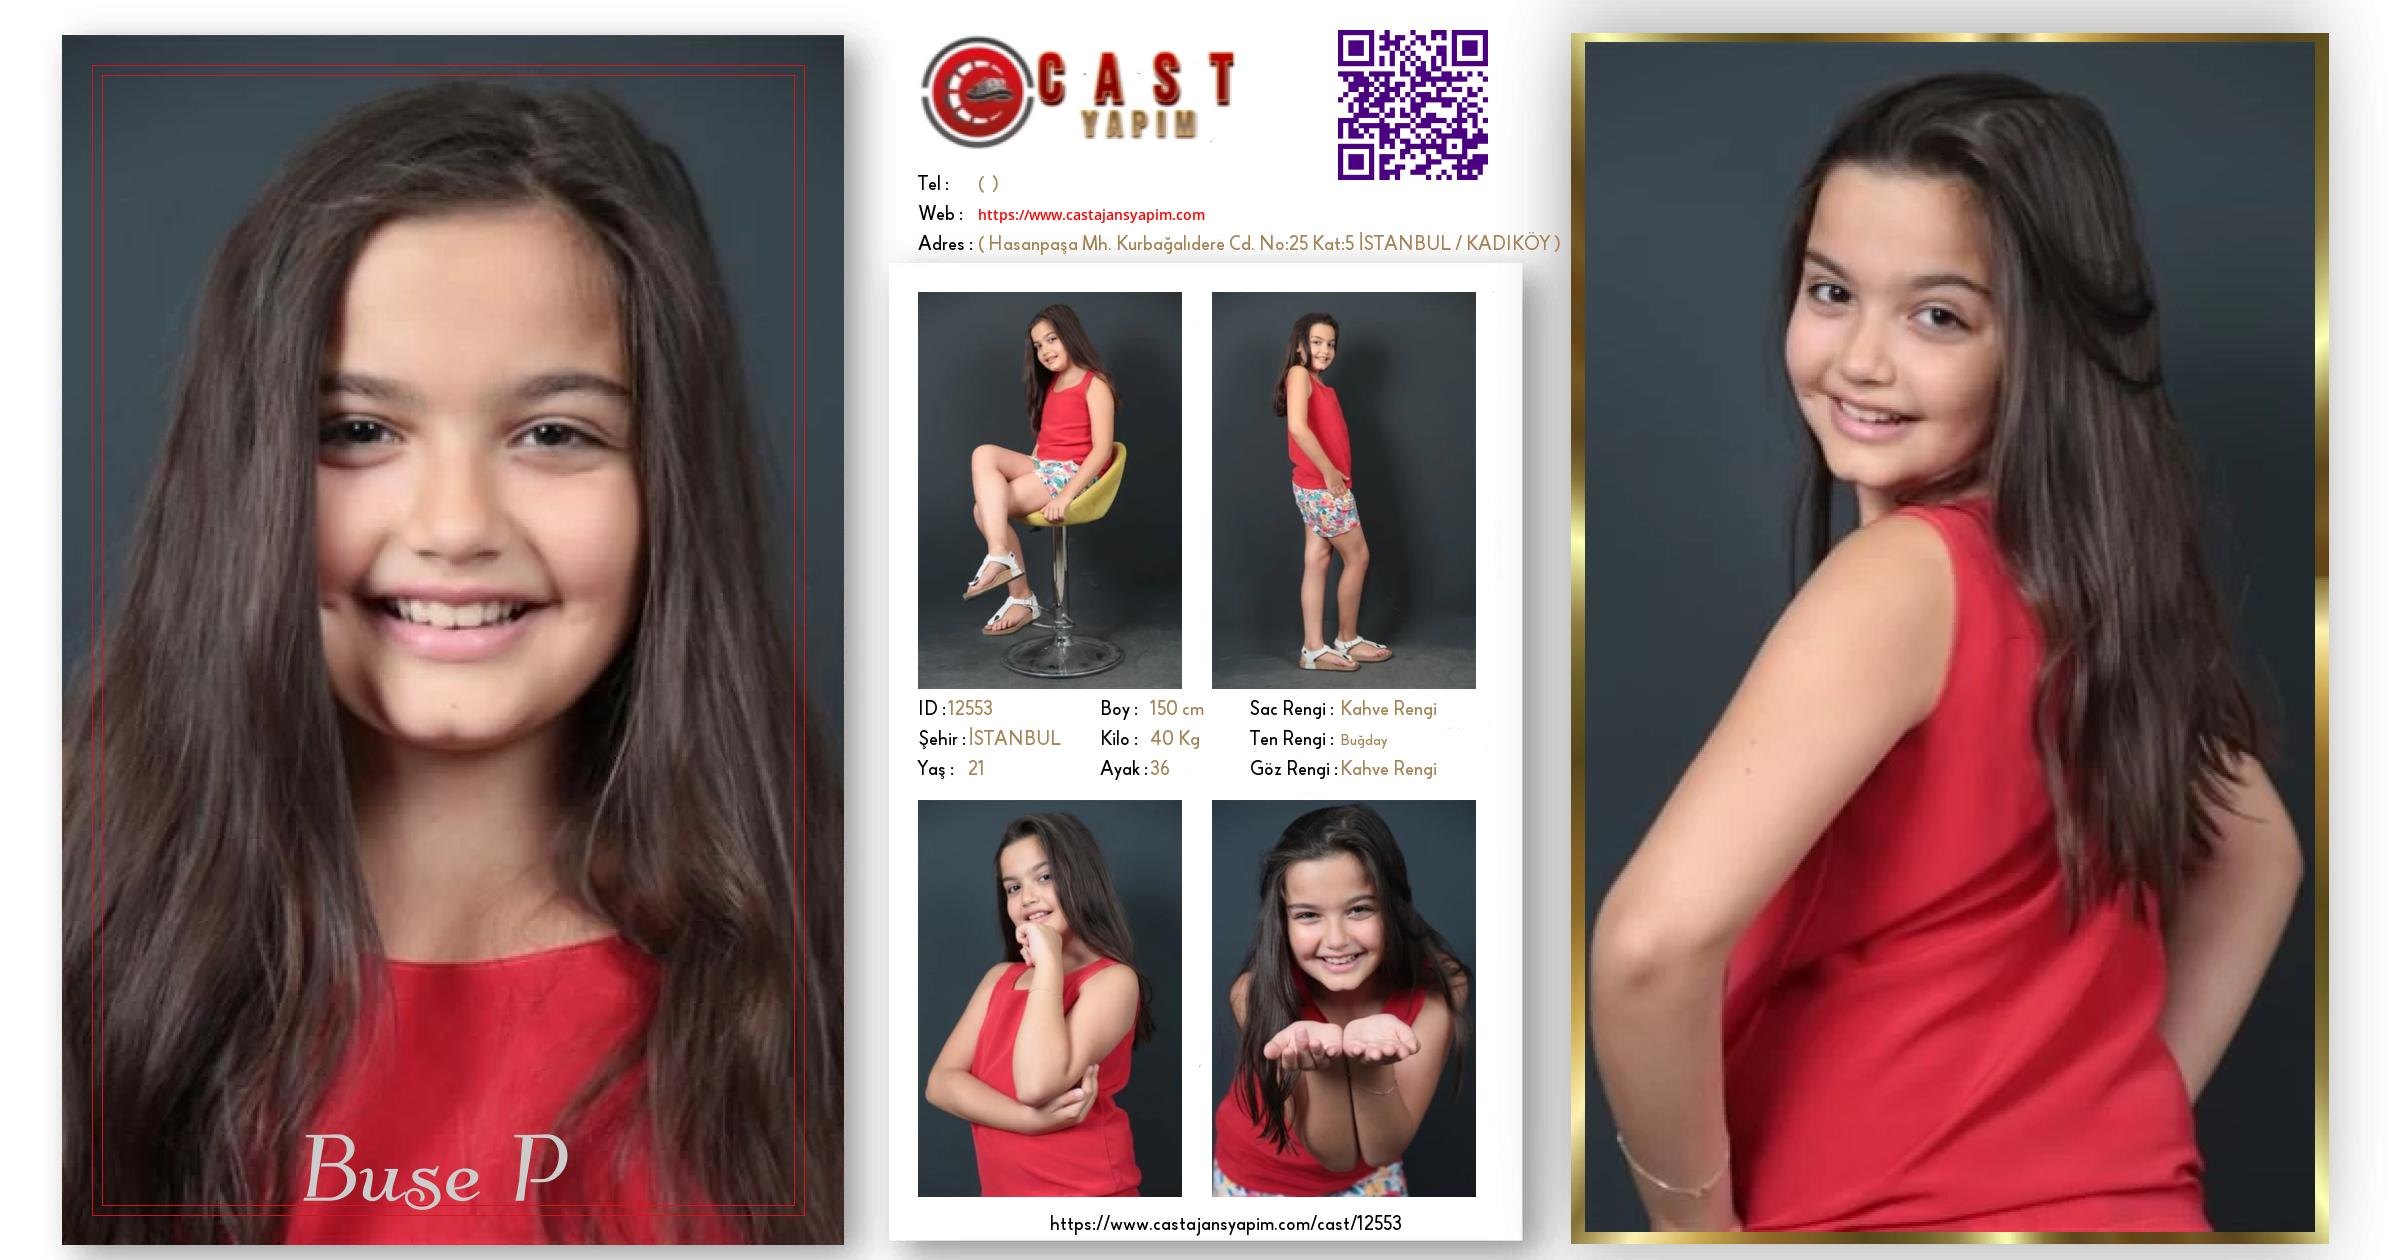 Buse P
CAST
YAPIM
Tel : ( )
Web : https://www.castajansyapim.com
Adres : ( Hasanpaşa Mh. Kurbağalıdere Cd. No:25 Kat:5 İSTANBUL / KADIKÖY )
ID : 12553 Boy : 150 cm Sac Rengi : Kahve Rengi
Şehir : İSTANBUL Kilo : 40 Kg Ten Rengi : Buğday
Yaş : 21 Ayak : 36 Göz Rengi : Kahve Rengi
https://www.castajansyapim.com/cast/12553